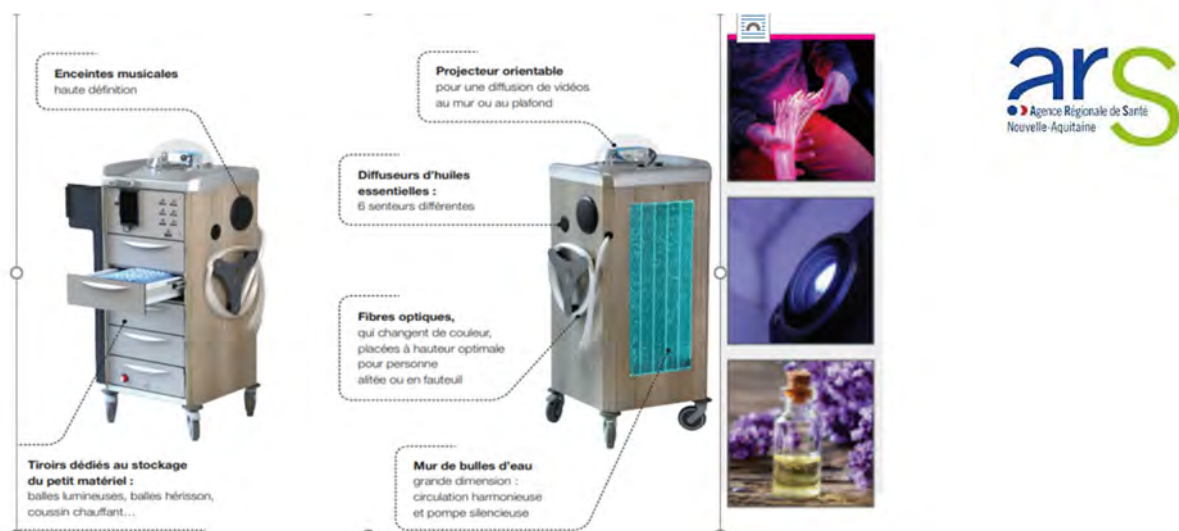 Enceintes musicales
haute définition
Tiroirs dédiés au stockage
du petit matériel :
balles lumineuses, balles hérisson,
coussin chauffant…
Projecteur orientable
pour une diffusion de vidéos
au mur ou au plafond
Diffuseurs d'huiles
essentielles :
6 senteurs différentes
Fibres optiques,
qui changent de couleur,
placées à hauteur optimale
pour personne
alitée ou en fauteuil
Mur de bulles d'eau
grande dimension :
circulation harmonieuse
et pompe silencieuse
ars
Agence Régionale de Santé
Nouvelle-Aquitaine